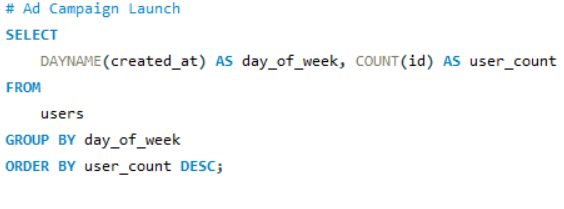 # Ad Campaign Launch
SELECT
DAYNAME(created_at) AS day_of_week, COUNT(id) AS user_count
FROM
users
GROUP BY day_of_week
ORDER BY user_count DESC;